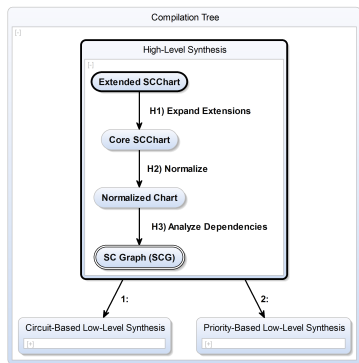 Compilation Tree
[-]
High-Level Synthesis
[-]
Extended SCChart
H1) Expand Extensions
Core SCChart
H2) Normalize
Normalized Chart
H3) Analyze Dependencies
SC Graph (SCG)
1:
2:
Circuit-Based Low-Level Synthesis
[+]
Priority-Based Low-Level Synthesis
[+]